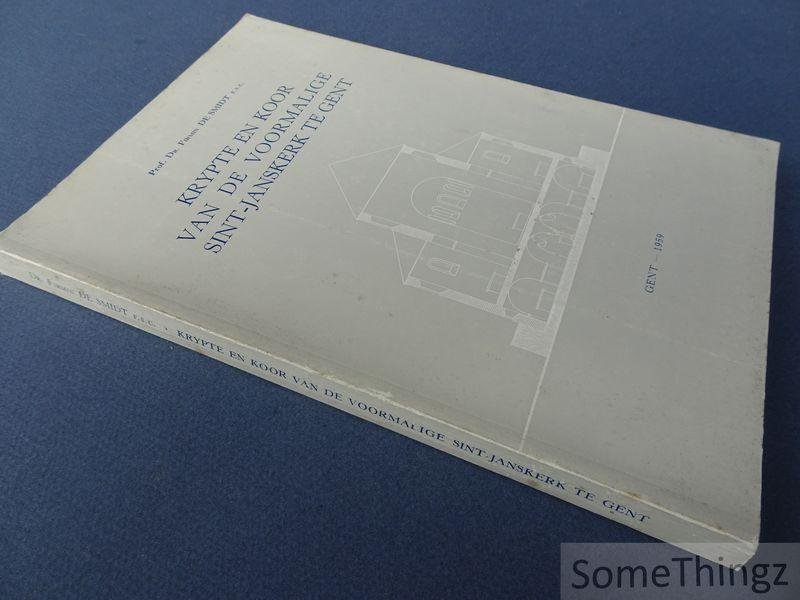 Prof. Dr. Firmin DE SMIDT F.S.C.
KRYPTE EN KOOR
VAN DE VOORMALIGE
SINT-JANSKERK TE GENT
GENT - 1959
Dr. Firmin DE SMIDT F.S.C. . KRYPTE EN KOOR VAN DE VOORMALIGE SINT-JANSKERK TE GENT
SomeThingz